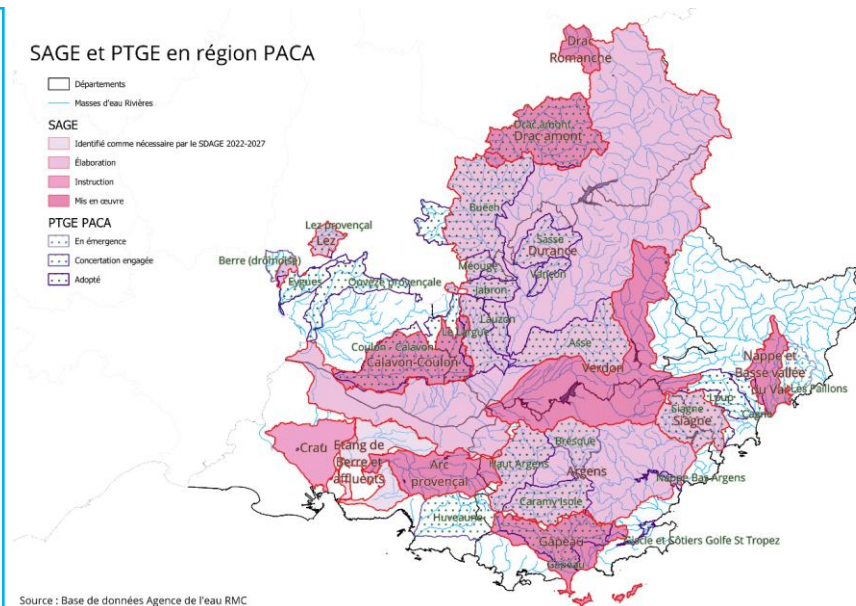 SAGE et PTGE en région PACA
Départements
Masses d'eau Rivières
SAGE
Identifié comme nécessaire par le SDAGE 2022-2027
Élaboration
Instruction
Mis en œuvre
PTGE PACA
En émergence
Concertation engagée
Adopté
Drac
Romanche
Drac amont
Drac amont
Buëch
Lez provençal
Lez
Sasse
Durance
Berre (drômoise)
Eygues
Ouvèze provençale
Méouge
Vançon
Jabron
Lauzon
Le Largue
Asse
Coulon - Calavon
Calavon-Coulon
Verdon
Nappe et
Basse vallée
du Var
Les Paillons
Loup
Cagne
Siagne
Siagne
Crau
Etang de
Berre et
affluents
Arc
provençal
Haut Argens
Bresque
Argens
Nappe Bas Argens
Caramy Issole
Huveaune
Gapeau
Gapeau
Giscle et Côtiers Golfe St Tropez
Source : Base de données Agence de l'eau RMC